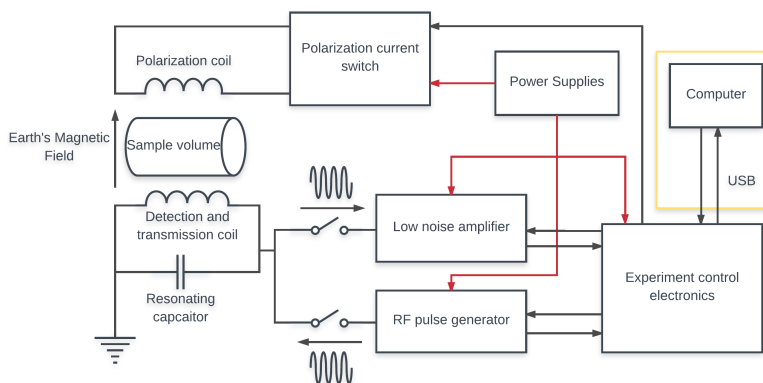 Polarization current
switch
Polarization coil
Power Supplies
Computer
Earth's Magnetic
Field
Sample volume
USB
Detection and
transmission coil
Low noise amplifier
Experiment control
electronics
Resonating
capcaitor
RF pulse generator